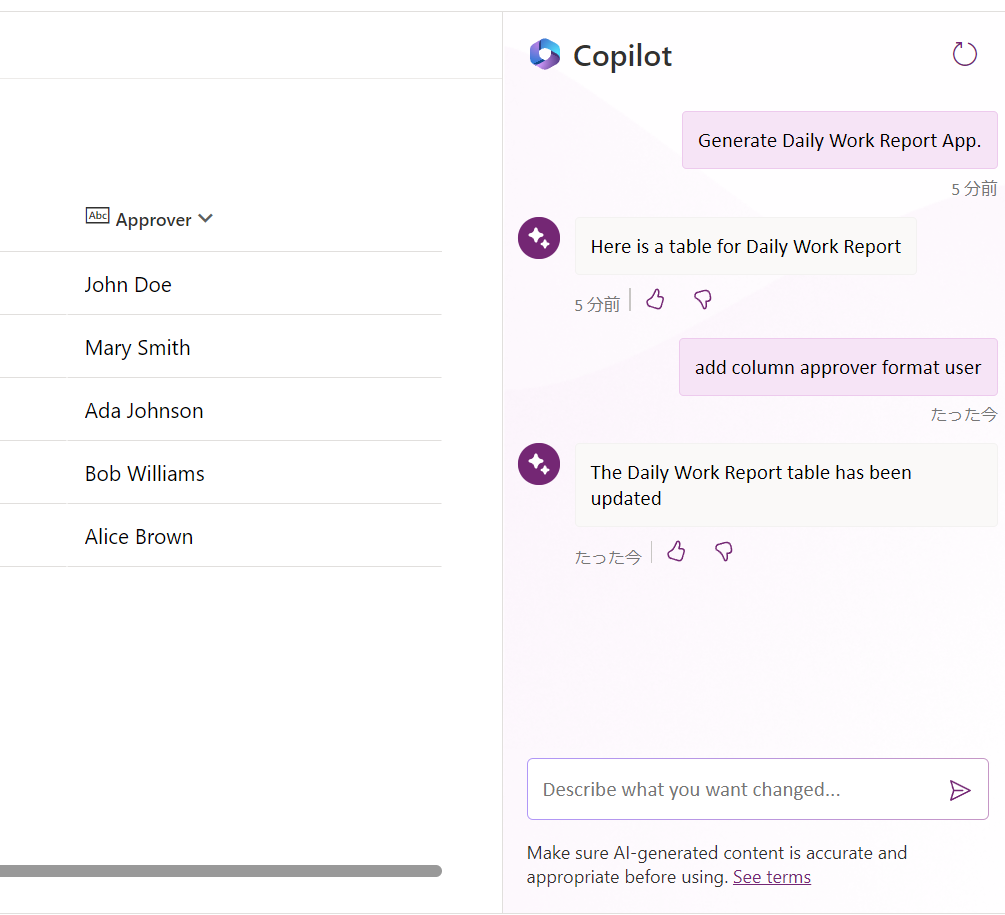 Abc Approver
John Doe
Mary Smith
Ada Johnson
Bob Williams
Alice Brown
Copilot
Generate Daily Work Report App.
5 分前
Here is a table for Daily Work Report
5 分前
add column approver format user
たった今
The Daily Work Report table has been
updated
たった今
Describe what you want changed...
Make sure AI-generated content is accurate and
appropriate before using. See terms